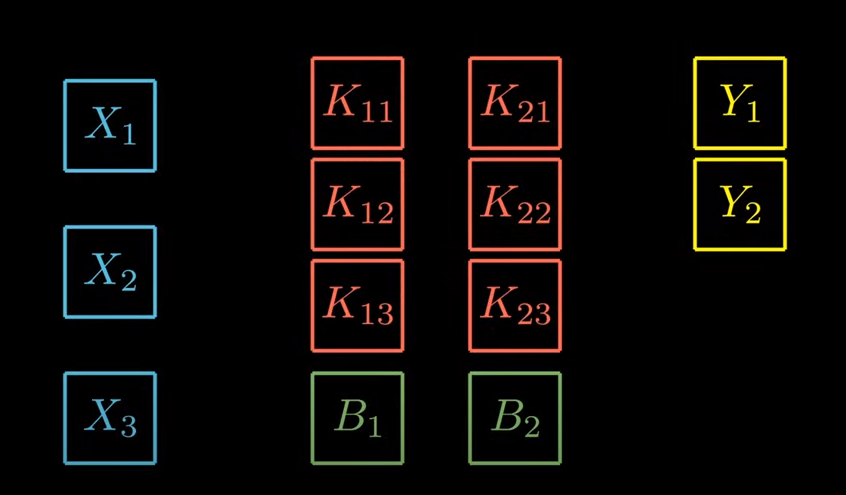 X₁
X₂
X₃
K₁₁
K₁₂
K₁₃
B₁
K₂₁
K₂₂
K₂₃
B₂
Y₁
Y₂